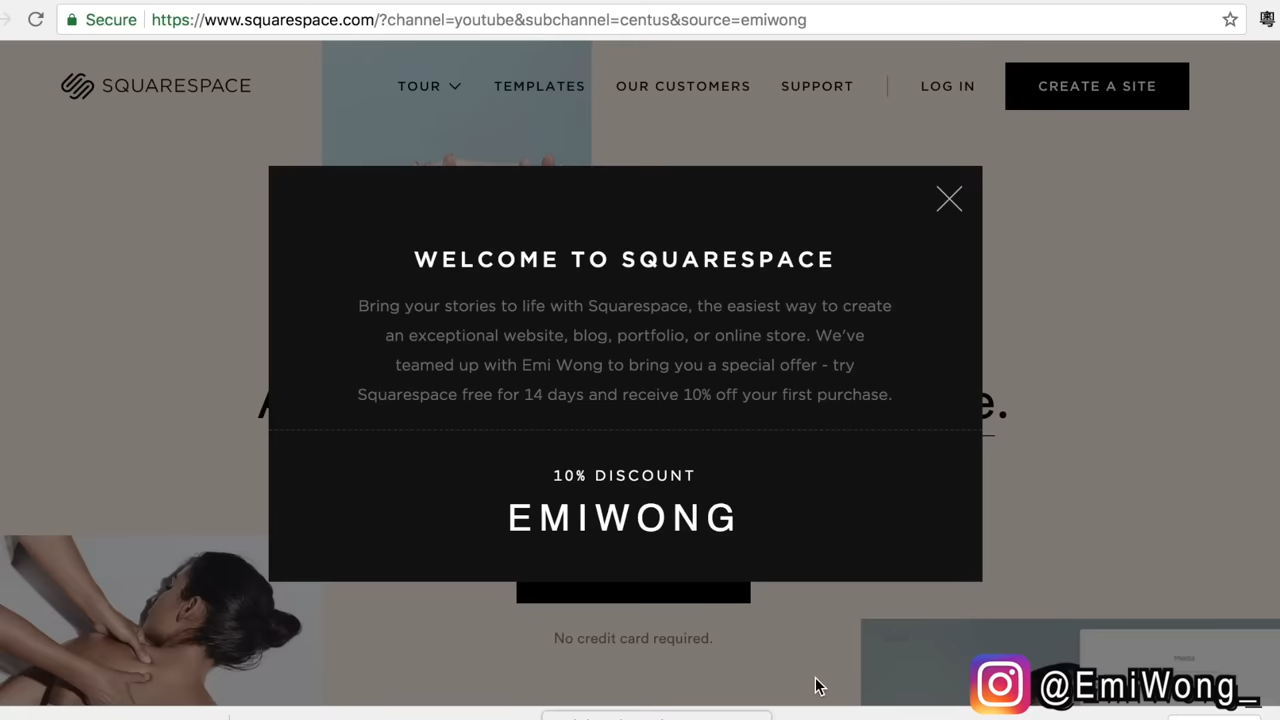 Secure https://www.squarespace.com/?channel=youtube&subchannel=centus&source=emiwong 粵
SQUARESPACE TOUR TEMPLATES OUR CUSTOMERS SUPPORT LOG IN CREATE A SITE
WELCOME TO SQUARESPACE
Bring your stories to life with Squarespace, the easiest way to create
an exceptional website, blog, portfolio, or online store. We've
teamed up with Emi Wong to bring you a special offer - try
Squarespace free for 14 days and receive 10% off your first purchase.
10% DISCOUNT
EMIWONG
No credit card required.
@EmiWong_